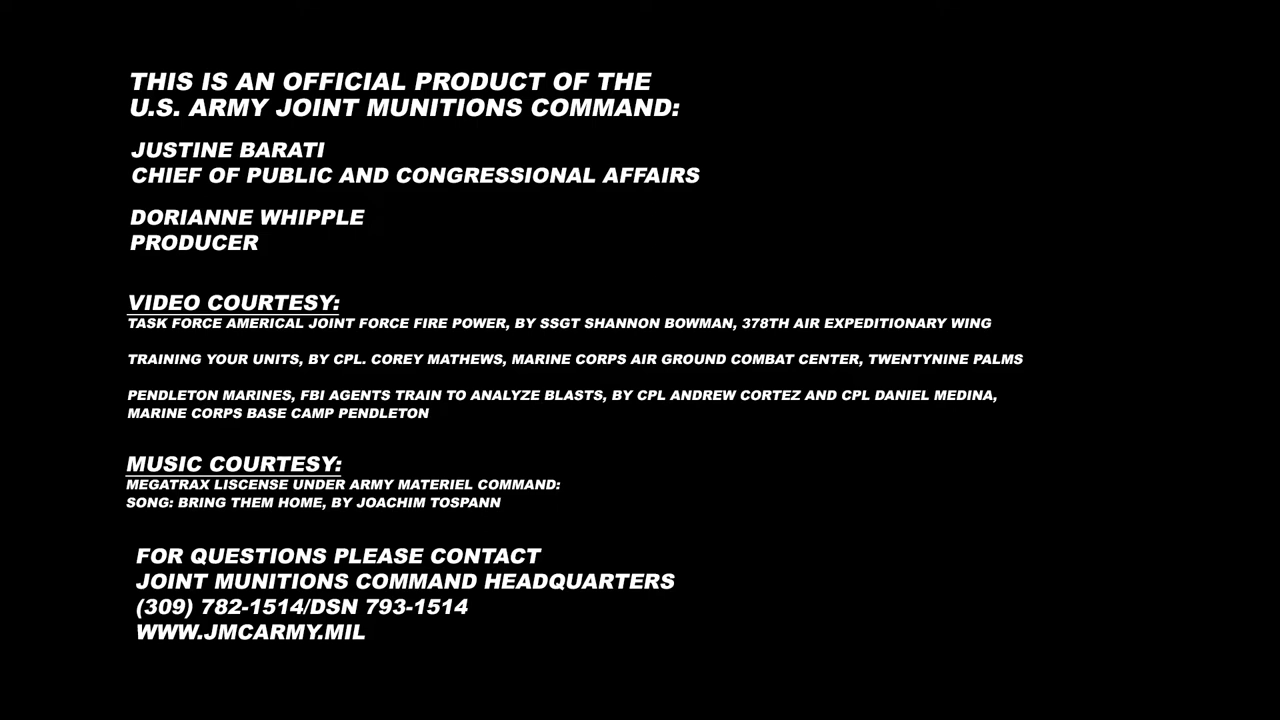 THIS IS AN OFFICIAL PRODUCT OF THE
U.S. ARMY JOINT MUNITIONS COMMAND:
JUSTINE BARATI
CHIEF OF PUBLIC AND CONGRESSIONAL AFFAIRS
DORIANNE WHIPPLE
PRODUCER
VIDEO COURTESY:
TASK FORCE AMERICAL JOINT FORCE FIRE POWER, BY SSGT SHANNON BOWMAN, 378TH AIR EXPEDITIONARY WING
TRAINING YOUR UNITS, BY CPL. COREY MATHEWS, MARINE CORPS AIR GROUND COMBAT CENTER, TWENTYNINE PALMS
PENDLETON MARINES, FBI AGENTS TRAIN TO ANALYZE BLASTS, BY CPL ANDREW CORTEZ AND CPL DANIEL MEDINA,
MARINE CORPS BASE CAMP PENDLETON
MUSIC COURTESY:
MEGATRAX LISCENSE UNDER ARMY MATERIEL COMMAND:
SONG: BRING THEM HOME, BY JOACHIM TOSPANN
FOR QUESTIONS PLEASE CONTACT
JOINT MUNITIONS COMMAND HEADQUARTERS
(309) 782-1514/DSN 793-1514
WWW.JMCARMY.MIL